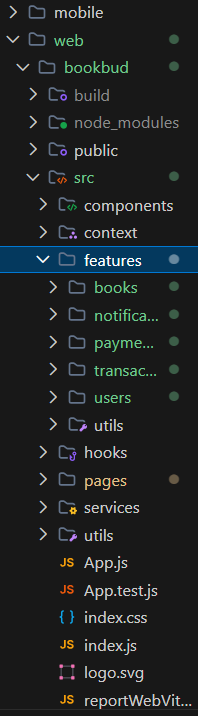 mobile
web
bookbud
build
node_modules
public
src
components
context
features
books
notifica...
payme...
transac...
users
utils
hooks
pages
services
utils
JS App.js
JS App.test.js
{ } index.css
JS index.js
logo.svg
JS reportWebVit...